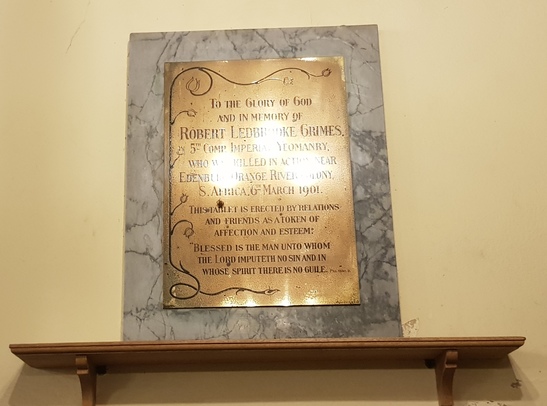 To the Glory of God
and in memory of
Robert Ledbrooke Grimes,
5th Comp Imperial Yeomanry,
who was killed in action near
Edenburg, Orange River Colony,
S. Africa, 6th March 1901.
This tablet is erected by relations
and friends as a token of
affection and esteem:
"Blessed is the man unto whom
the Lord imputeth no sin and in
whose spirit there is no guile.